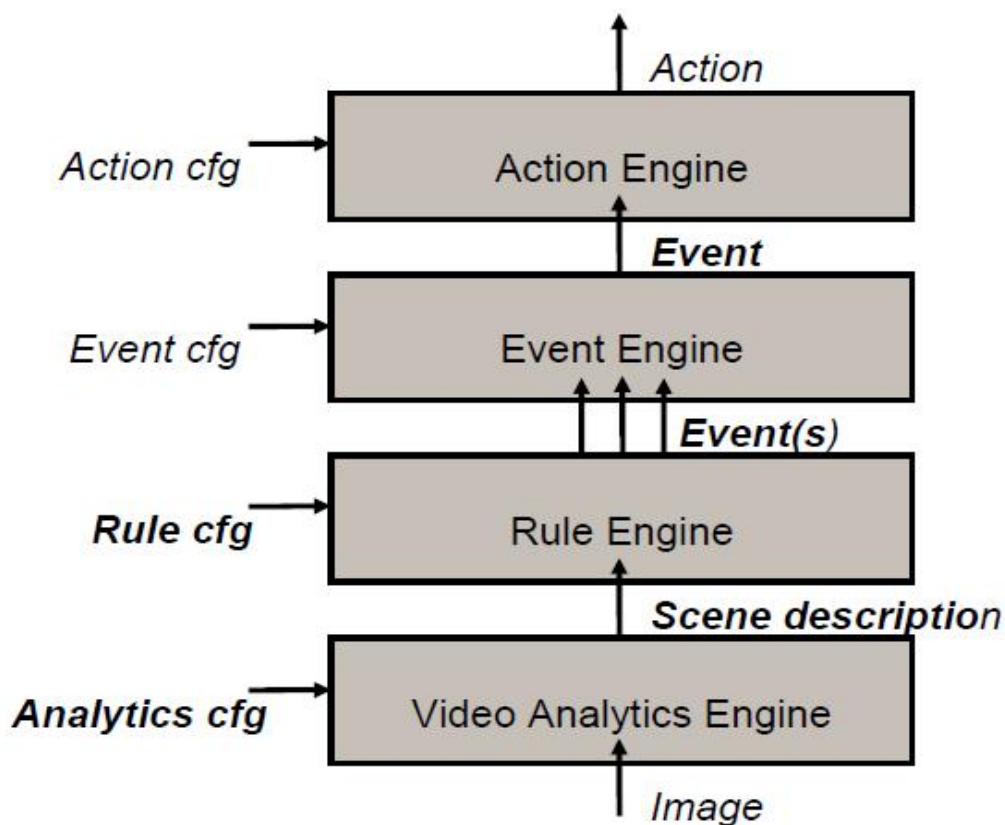 Action
Action cfg
Action Engine
Event
Event cfg
Event Engine
Event(s)
Rule cfg
Rule Engine
Scene description
Analytics cfg
Video Analytics Engine
Image